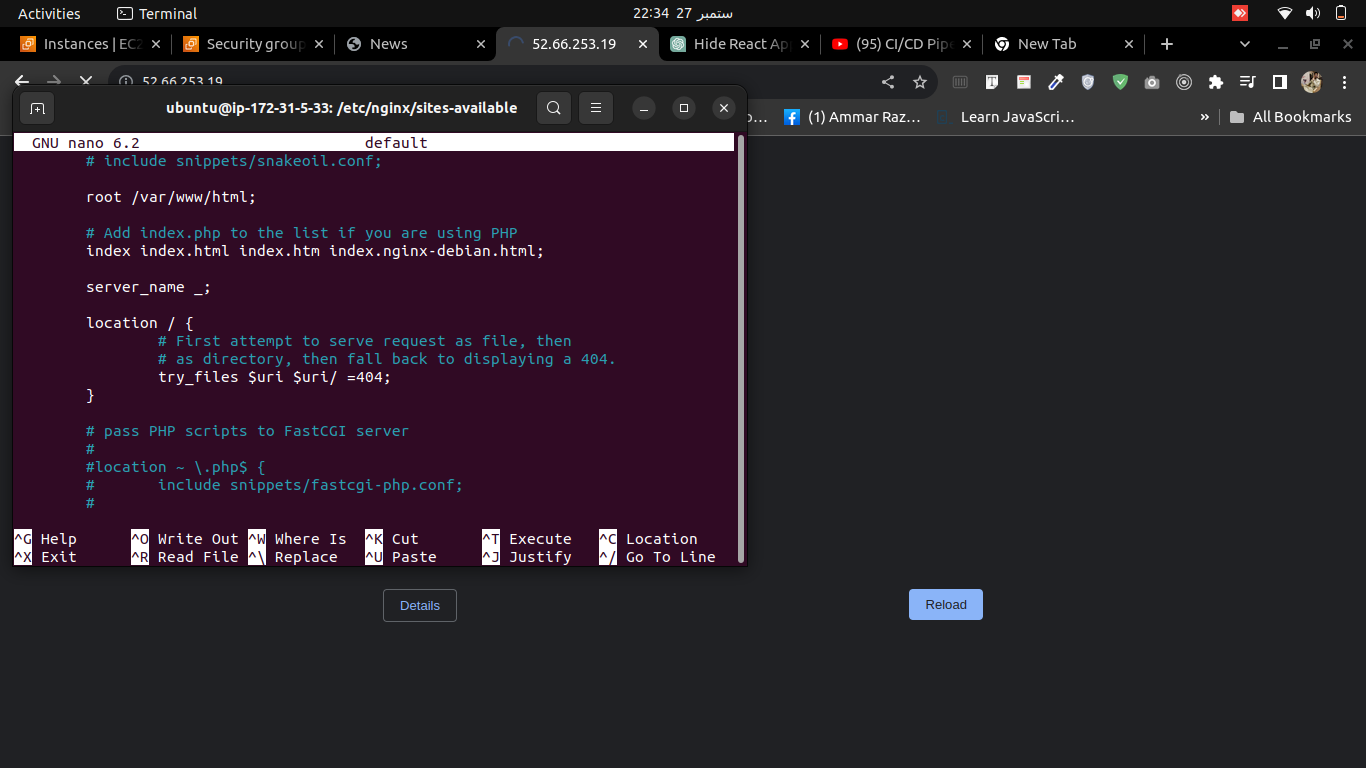 Activities
Terminal
22:34 27 ستمبر
Instances | EC2
Security group
News
52.66.253.19
Hide React Ap
(95) CI/CD Pip
New Tab
52.66.253.19
ubuntu@ip-172-31-5-33: /etc/nginx/sites-available
(1) Ammar Raz...
Learn JavaScri...
»
All Bookmarks
GNU nano 6.2 default
# include snippets/snakeoil.conf;
root /var/www/html;
# Add index.php to the list if you are using PHP
index index.html index.htm index.nginx-debian.html;
server_name _;
location / {
# First attempt to serve request as file, then
# as directory, then fall back to displaying a 404.
try_files $uri $uri/ =404;
}
# pass PHP scripts to FastCGI server
#
#location ~ \.php$ {
# include snippets/fastcgi-php.conf;
#
^G Help ^O Write Out ^W Where Is ^K Cut ^T Execute ^C Location
^X Exit ^R Read File ^\ Replace ^U Paste ^J Justify ^/ Go To Line
Details
Reload